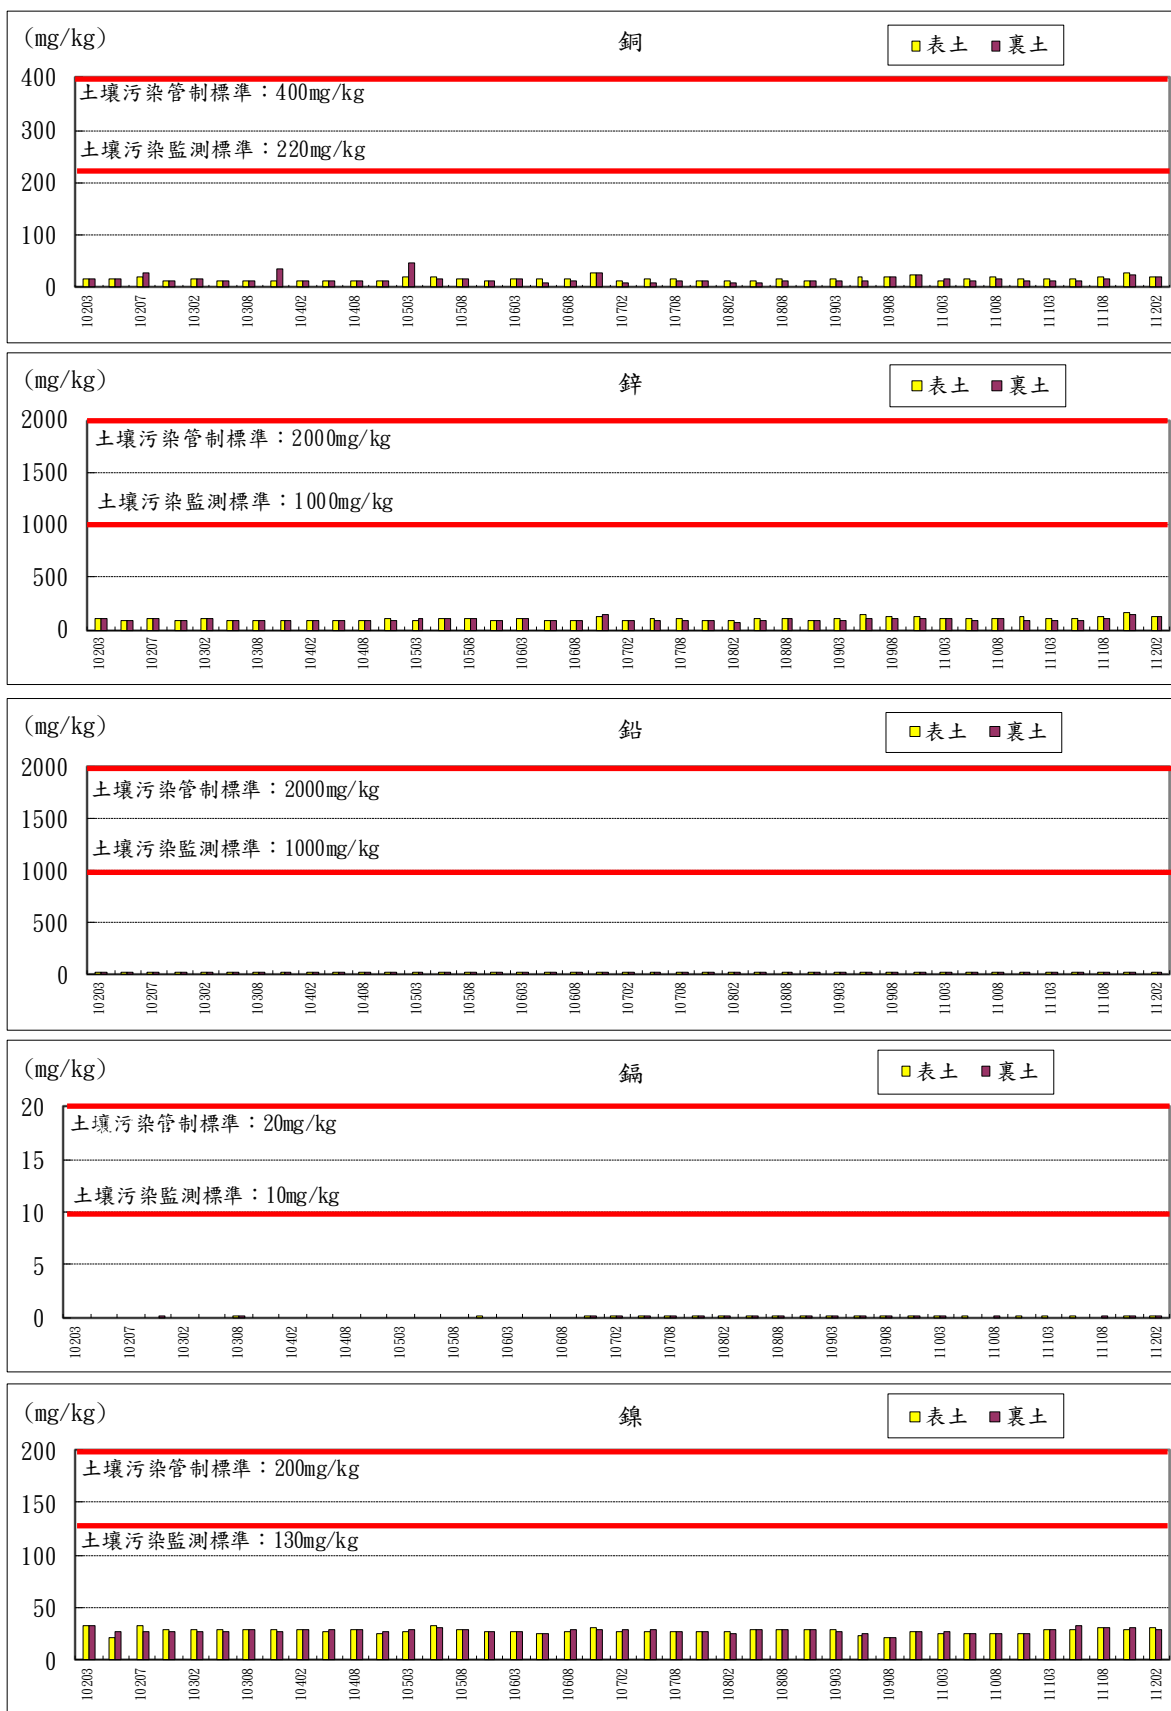 (mg/kg)
銅
表土 裏土
400
土壤污染管制標準：400mg/kg
300
土壤污染監測標準：220mg/kg
200
100
0
10203 10207 10302 10308 10402 10408 10503 10508 10603 10608 10702 10708 10802 10808 10903 10908 11003 11008 11103 11108 11202
(mg/kg)
鋅
表土 裏土
2000
土壤污染管制標準：2000mg/kg
1500
土壤污染監測標準：1000mg/kg
1000
500
0
10203 10207 10302 10308 10402 10408 10503 10508 10603 10608 10702 10708 10802 10808 10903 10908 11003 11008 11103 11108 11202
(mg/kg)
鉛
表土 裏土
2000
土壤污染管制標準：2000mg/kg
1500
土壤污染監測標準：1000mg/kg
1000
500
0
10203 10207 10302 10308 10402 10408 10503 10508 10603 10608 10702 10708 10802 10808 10903 10908 11003 11008 11103 11108 11202
(mg/kg)
鎘
表土 裏土
20
土壤污染管制標準：20mg/kg
15
土壤污染監測標準：10mg/kg
10
5
0
10203 10207 10302 10308 10402 10408 10503 10508 10603 10608 10702 10708 10802 10808 10903 10908 11003 11008 11103 11108 11202
(mg/kg)
鎳
表土 裏土
200
土壤污染管制標準：200mg/kg
150
土壤污染監測標準：130mg/kg
100
50
0
10203 10207 10302 10308 10402 10408 10503 10508 10603 10608 10702 10708 10802 10808 10903 10908 11003 11008 11103 11108 11202